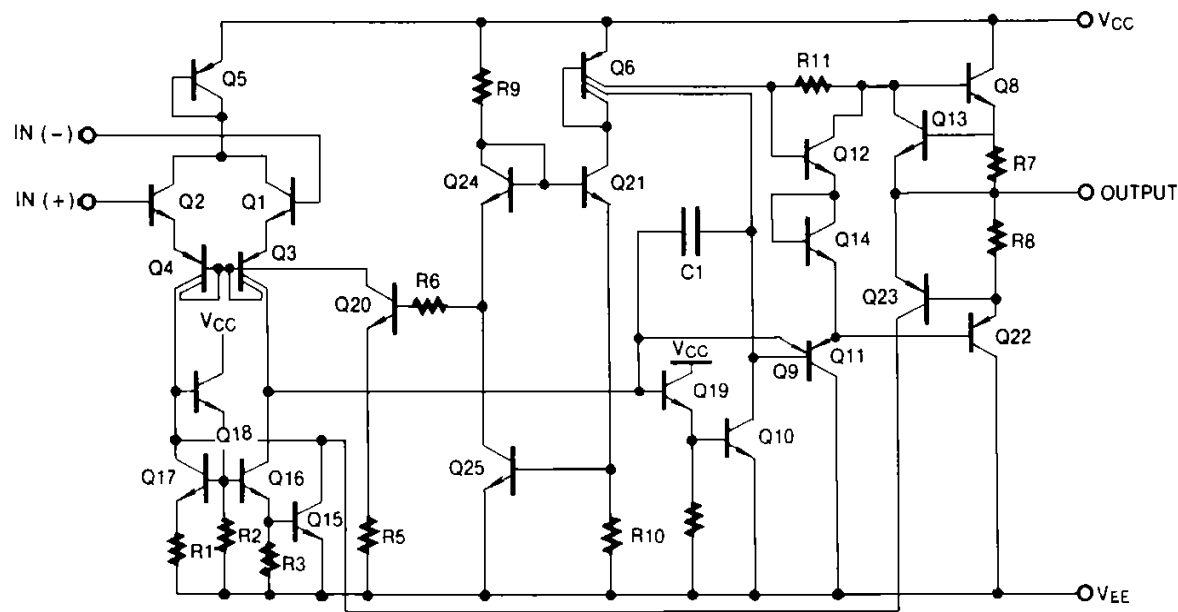 VCC
Q5
R9
Q6
R11
Q8
IN (-)
Q13
Q12
R7
Q2
Q1
Q24
Q21
IN (+)
OUTPUT
Q4
Q3
Q14
R8
C1
Q23
R6
Q20
VCC
Q22
VCC
Q9
Q11
Q19
Q18
Q10
Q17
Q16
Q25
Q15
R1
R2
R3
R5
R10
VEE